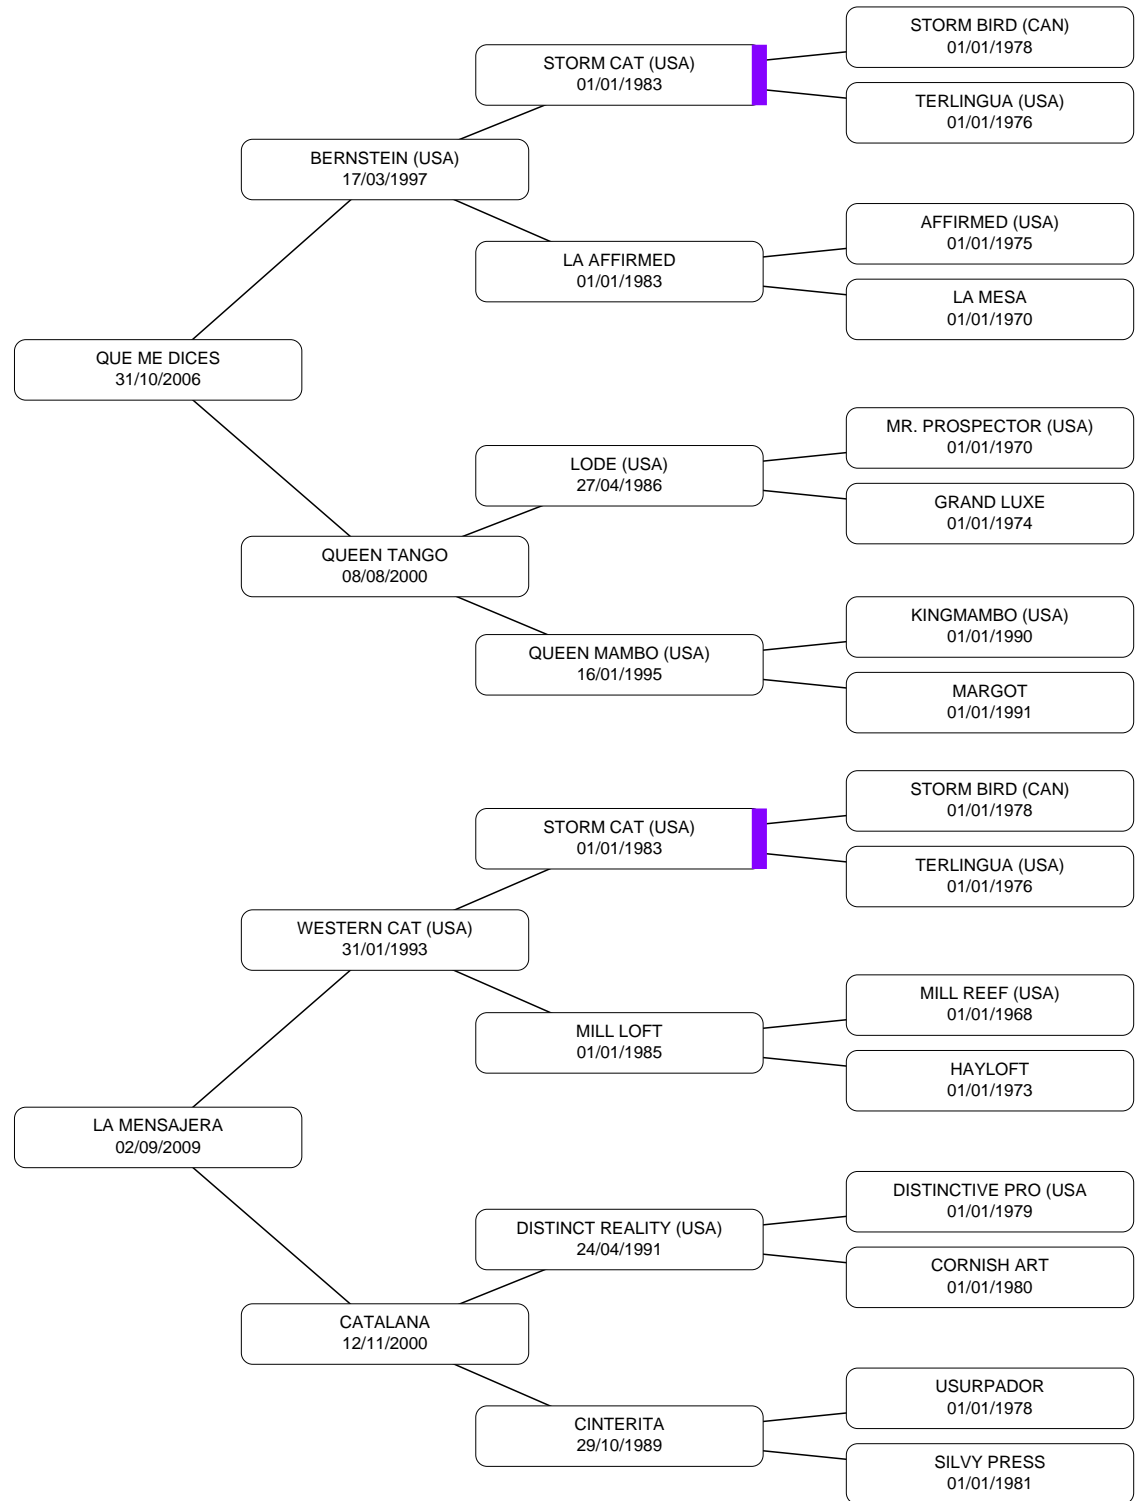 STORM BIRD (CAN)
01/01/1978
STORM CAT (USA)
01/01/1983
TERLINGUA (USA)
01/01/1976
BERNSTEIN (USA)
17/03/1997
AFFIRMED (USA)
01/01/1975
LA AFFIRMED
01/01/1983
LA MESA
01/01/1970
QUE ME DICES
31/10/2006
MR. PROSPECTOR (USA)
01/01/1970
LODE (USA)
27/04/1986
GRAND LUXE
01/01/1974
QUEEN TANGO
08/08/2000
KINGMAMBO (USA)
01/01/1990
QUEEN MAMBO (USA)
16/01/1995
MARGOT
01/01/1991
STORM BIRD (CAN)
01/01/1978
STORM CAT (USA)
01/01/1983
TERLINGUA (USA)
01/01/1976
WESTERN CAT (USA)
31/01/1993
MILL REEF (USA)
01/01/1968
MILL LOFT
01/01/1985
HAYLOFT
01/01/1973
LA MENSAJERA
02/09/2009
DISTINCTIVE PRO (USA
01/01/1979
DISTINCT REALITY (USA)
24/04/1991
CORNISH ART
01/01/1980
CATALANA
12/11/2000
USURPADOR
01/01/1978
CINTERITA
29/10/1989
SILVY PRESS
01/01/1981